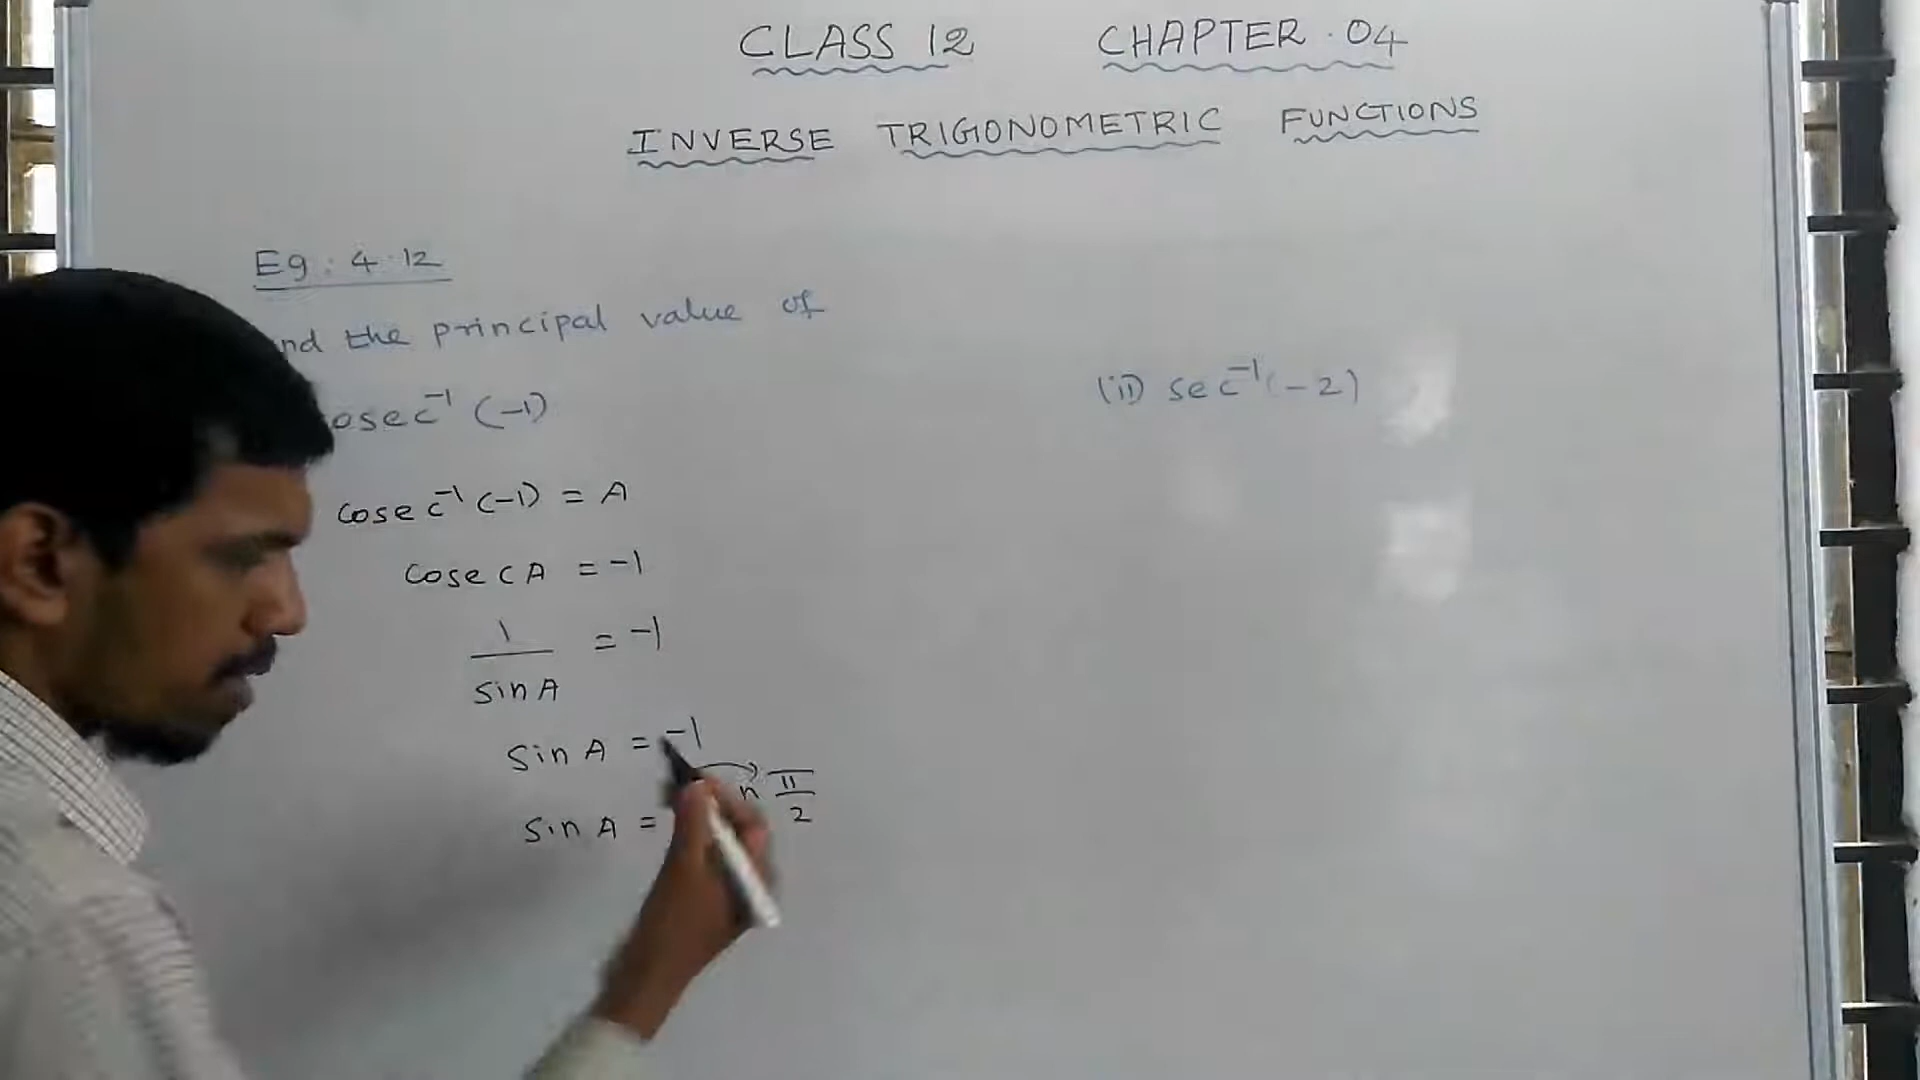 CLASS 12 CHAPTER . 04
INVERSE TRIGONOMETRIC FUNCTIONS
Eg : 4.12
nd the principal value of
osec⁻¹ (-1)
cosec⁻¹ (-1) = A
cosec A = -1
1 / sin A = -1
sin A = -1
π / 2
sin A =
(ii) sec⁻¹ (-2)